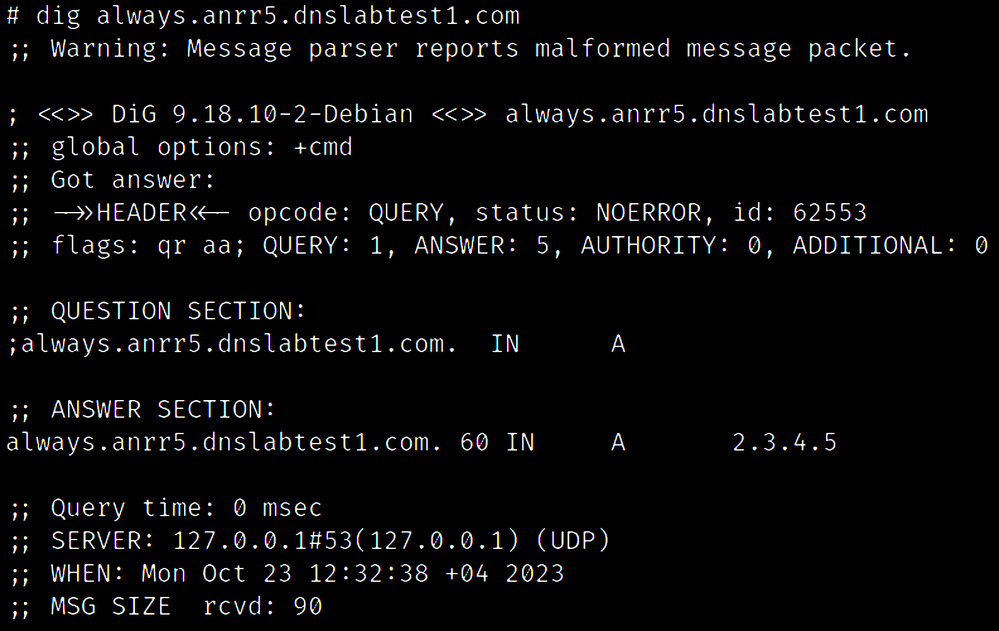 # dig always.anrr5.dnslabtest1.com
;; Warning: Message parser reports malformed message packet.
; <<>> DiG 9.18.10-2-Debian <<>> always.anrr5.dnslabtest1.com
;; global options: +cmd
;; Got answer:
;; ->>HEADER<<- opcode: QUERY, status: NOERROR, id: 62553
;; flags: qr aa; QUERY: 1, ANSWER: 5, AUTHORITY: 0, ADDITIONAL: 0
;; QUESTION SECTION:
;always.anrr5.dnslabtest1.com. IN A
;; ANSWER SECTION:
always.anrr5.dnslabtest1.com. 60 IN A 2.3.4.5
;; Query time: 0 msec
;; SERVER: 127.0.0.1#53(127.0.0.1) (UDP)
;; WHEN: Mon Oct 23 12:32:38 +04 2023
;; MSG SIZE rcvd: 90